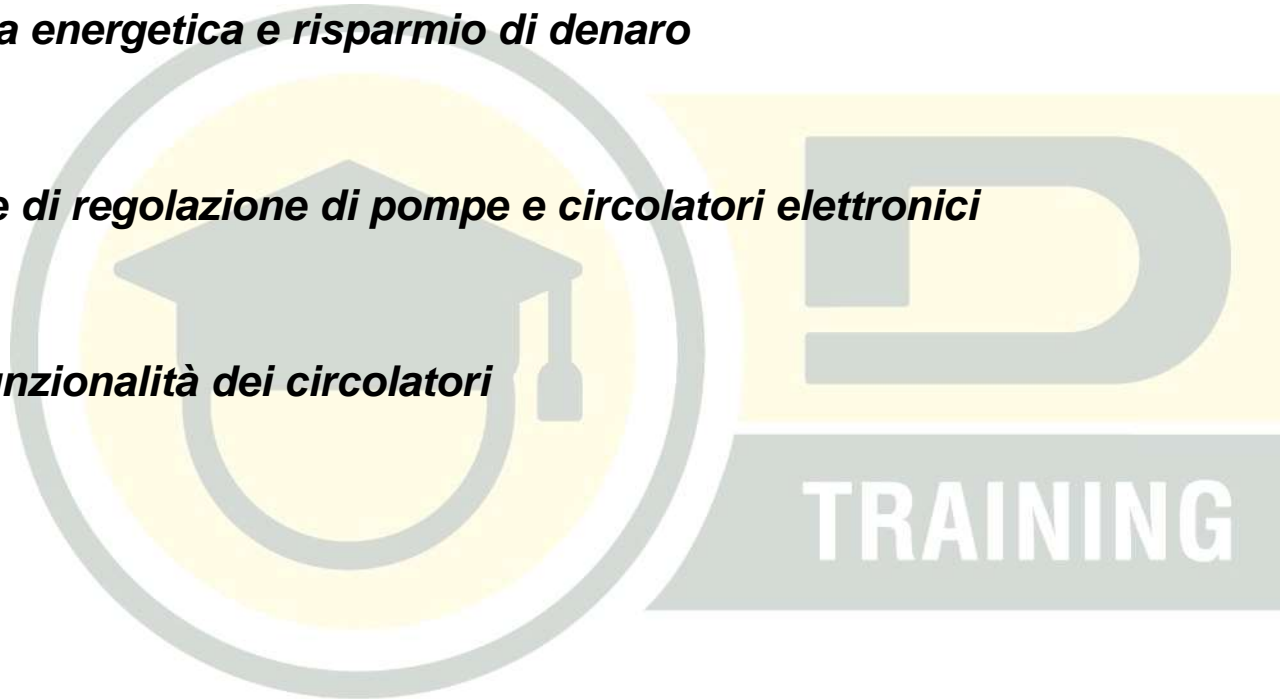 a energetica e risparmio di denaro
e di regolazione di pompe e circolatori elettronici
unzionalità dei circolatori
TRAINING